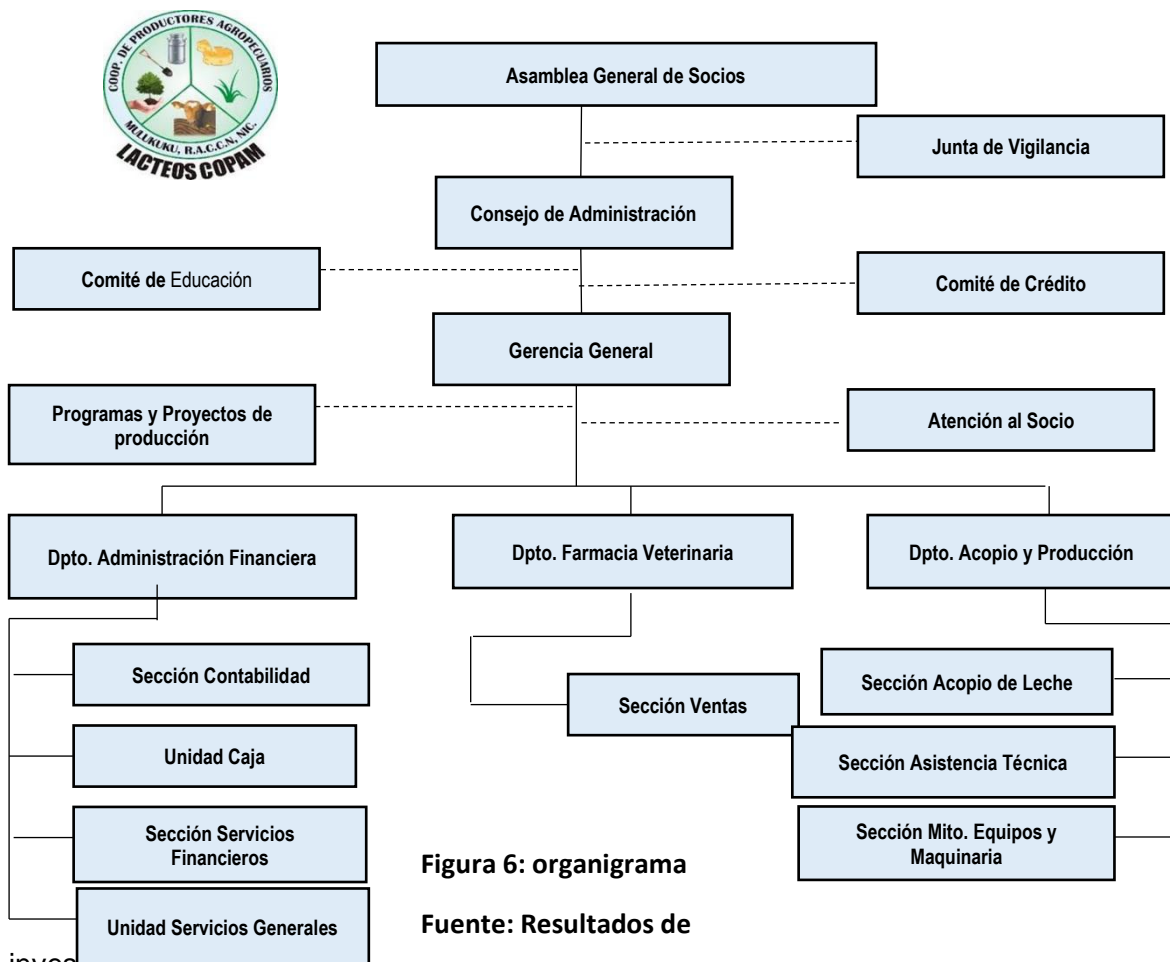 COOP. DE PRODUCTORES AGROPECUARIOS
MULUKUKU, R.A.C.C.N, NIC.
LACTEOS COPAM
Asamblea General de Socios
Junta de Vigilancia
Consejo de Administración
Comité de Educación
Comité de Crédito
Gerencia General
Programas y Proyectos de
producción
Atención al Socio
Dpto. Administración Financiera
Dpto. Farmacia Veterinaria
Dpto. Acopio y Producción
Sección Contabilidad
Sección Acopio de Leche
Sección Ventas
Unidad Caja
Sección Asistencia Técnica
Sección Servicios
Financieros
Sección Mito. Equipos y
Maquinaria
Figura 6: organigrama
Unidad Servicios Generales
Fuente: Resultados de